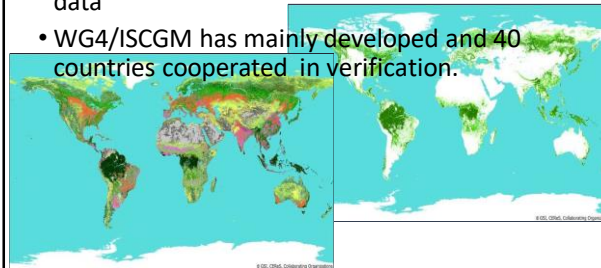 data
• WG4/ISCGM has mainly developed and 40
countries cooperated in verification.